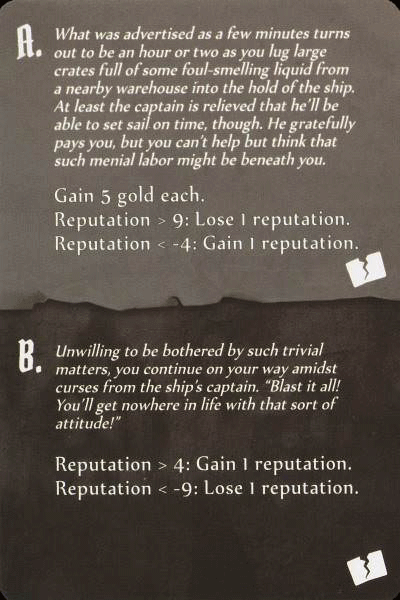 A. What was advertised as a few minutes turns
out to be an hour or two as you lug large
crates full of some foul-smelling liquid from
a nearby warehouse into the hold of the ship.
At least the captain is relieved that he'll be
able to set sail on time, though. He gratefully
pays you, but you can't help but think that
such menial labor might be beneath you.
Gain 5 gold each.
Reputation > 9: Lose 1 reputation.
Reputation < -4: Gain 1 reputation.
B. Unwilling to be bothered by such trivial
matters, you continue on your way amidst
curses from the ship's captain. "Blast it all!
You'll get nowhere in life with that sort of
attitude!"
Reputation > 4: Gain 1 reputation.
Reputation < -9: Lose 1 reputation.